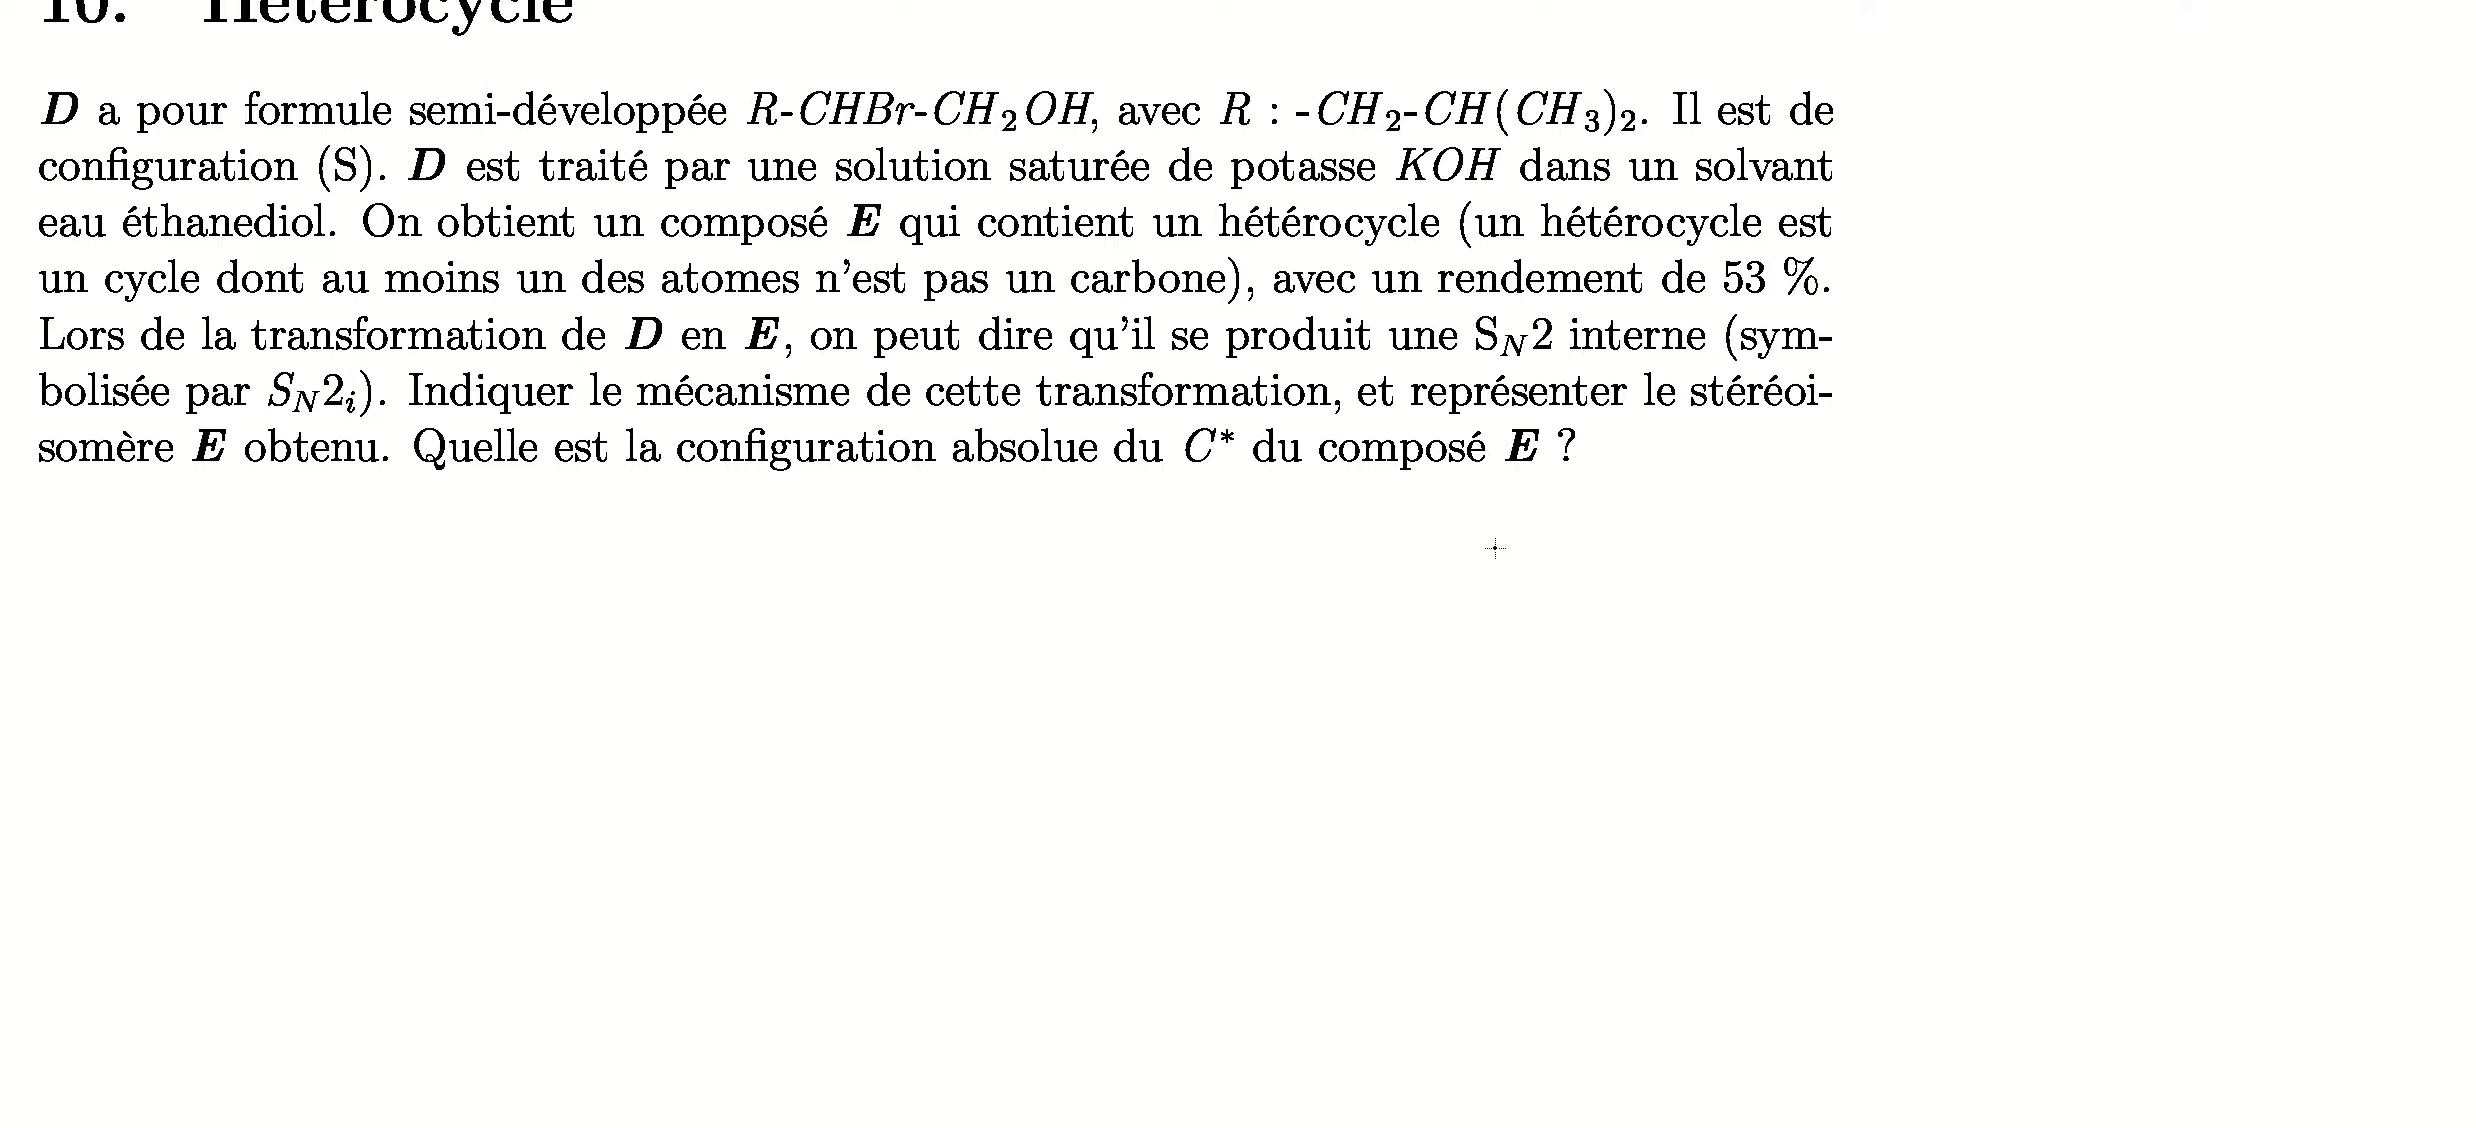 10. Hétérocycle
D a pour formule semi-développée R-CHBr-CH₂OH, avec R : -CH₂-CH(CH₃)₂. Il est de
configuration (S). D est traité par une solution saturée de potasse KOH dans un solvant
eau éthanediol. On obtient un composé E qui contient un hétérocycle (un hétérocycle est
un cycle dont au moins un des atomes n'est pas un carbone), avec un rendement de 53 %.
Lors de la transformation de D en E, on peut dire qu'il se produit une S_N2 interne (sym-
bolisée par S_N2_i). Indiquer le mécanisme de cette transformation, et représenter le stéréoi-
somère E obtenu. Quelle est la configuration absolue du C* du composé E ?